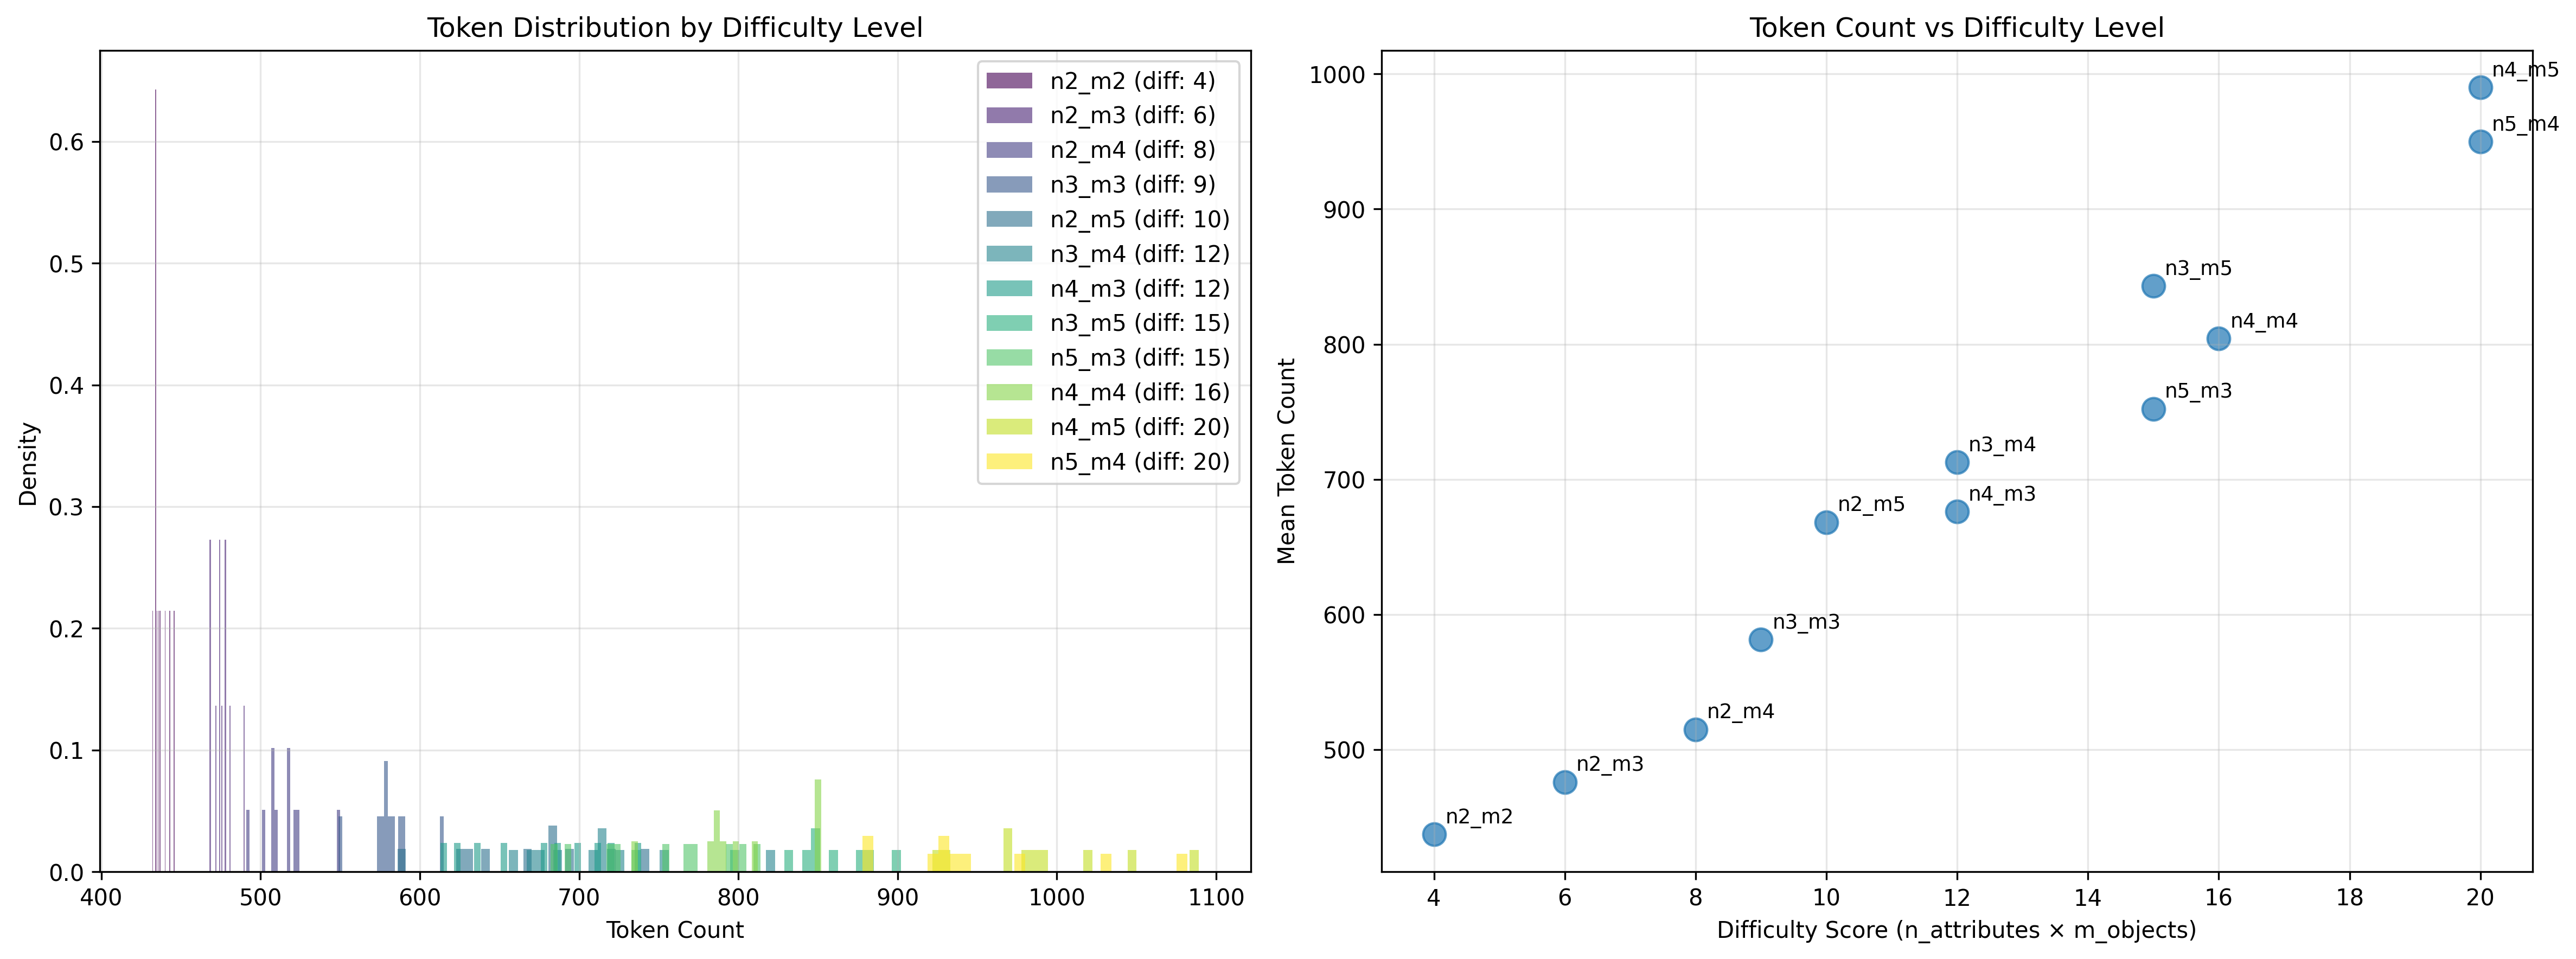 Token Distribution by Difficulty Level
Density
0.6
0.5
0.4
0.3
0.2
0.1
0.0
400 500 600 700 800 900 1000 1100
Token Count
n2_m2 (diff: 4)
n2_m3 (diff: 6)
n2_m4 (diff: 8)
n3_m3 (diff: 9)
n2_m5 (diff: 10)
n3_m4 (diff: 12)
n4_m3 (diff: 12)
n3_m5 (diff: 15)
n5_m3 (diff: 15)
n4_m4 (diff: 16)
n4_m5 (diff: 20)
n5_m4 (diff: 20)
Token Count vs Difficulty Level
Mean Token Count
1000
900
800
700
600
500
n4_m5
n5_m4
n3_m5
n4_m4
n5_m3
n3_m4
n4_m3
n2_m5
n3_m3
n2_m4
n2_m3
n2_m2
4 6 8 10 12 14 16 18 20
Difficulty Score (n_attributes × m_objects)